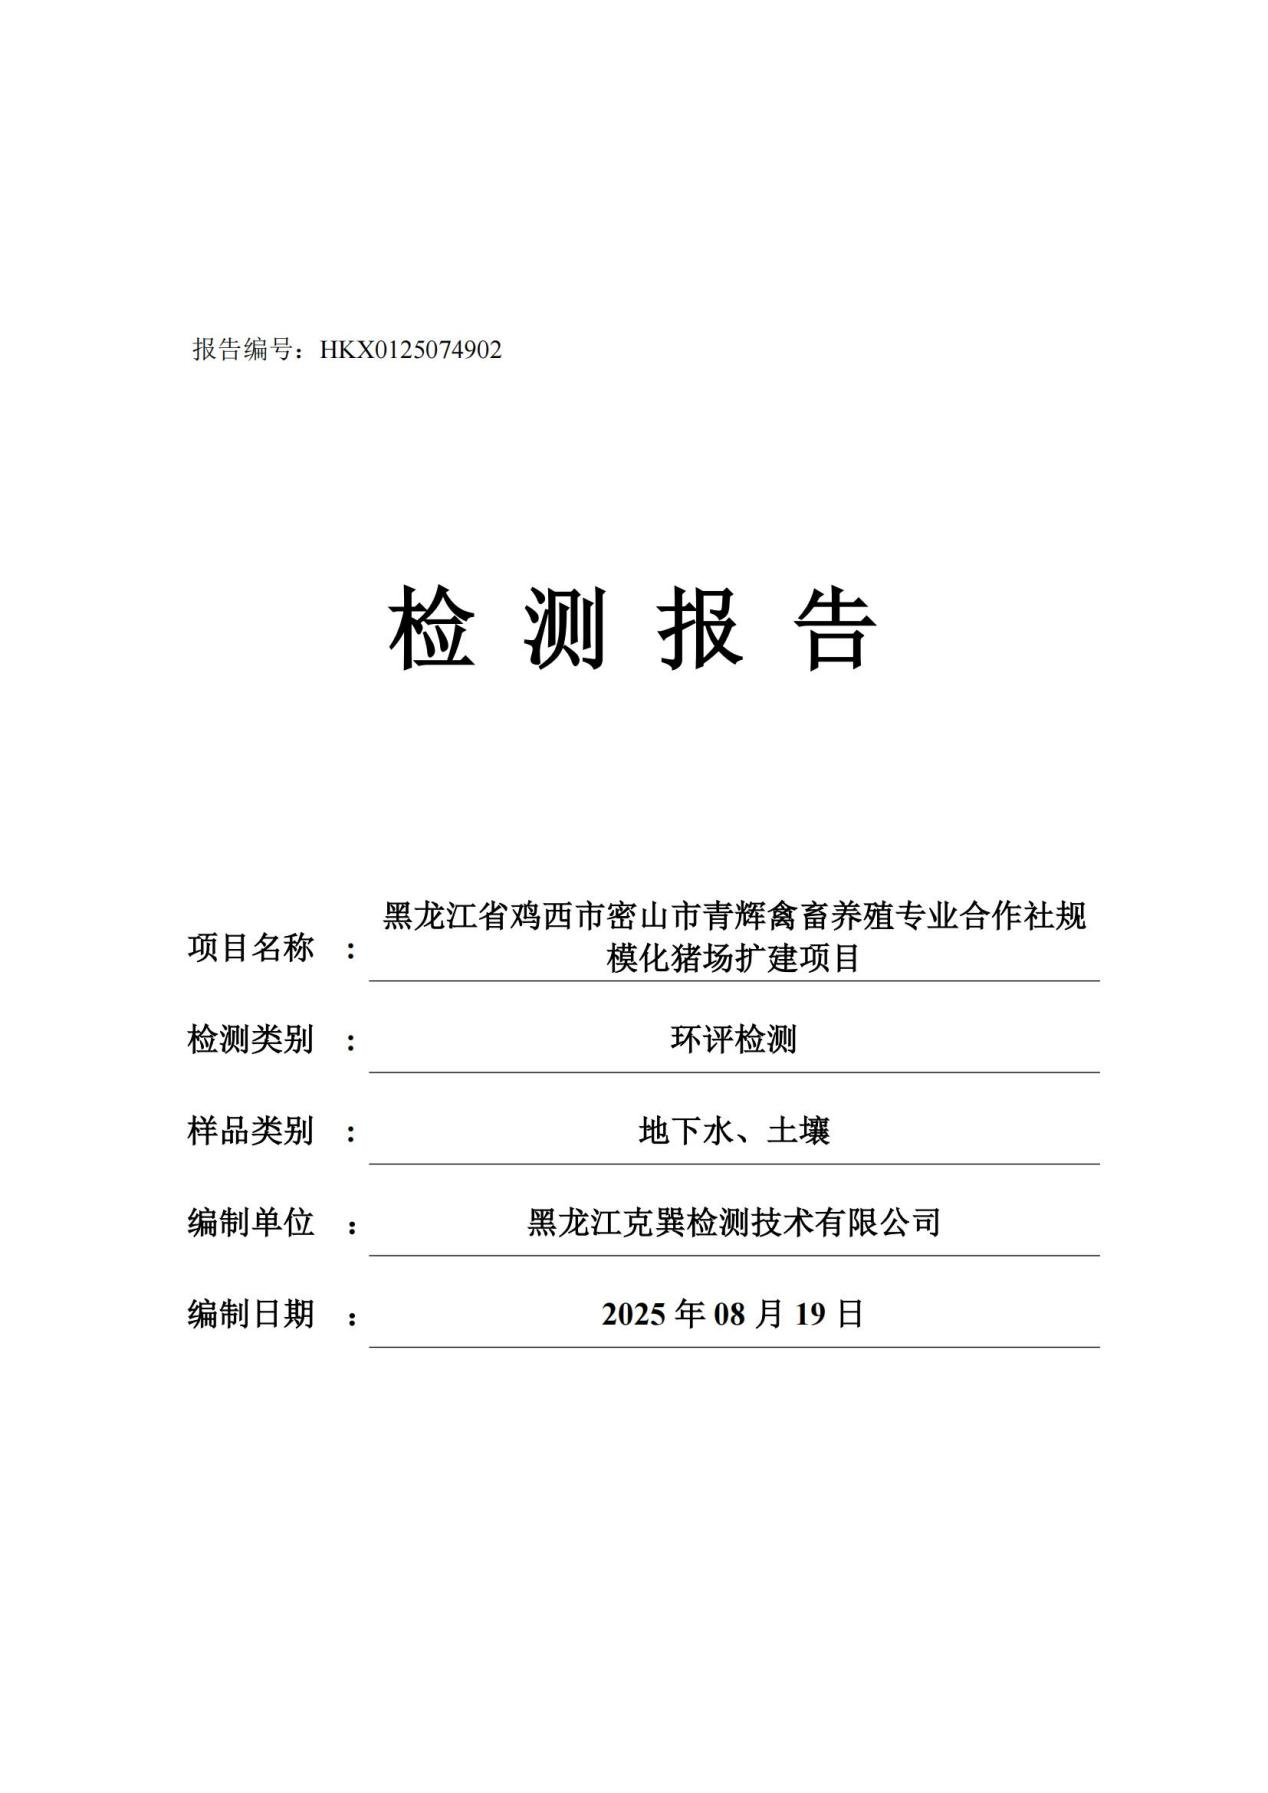 报告编号：HKX0125074902
检 测 报 告
项目名称 : 黑龙江省鸡西市密山市青辉禽畜养殖专业合作社规
模化猪场扩建项目
检测类别 : 环评检测
样品类别 : 地下水、土壤
编制单位 : 黑龙江克巽检测技术有限公司
编制日期 : 2025 年 08 月 19 日